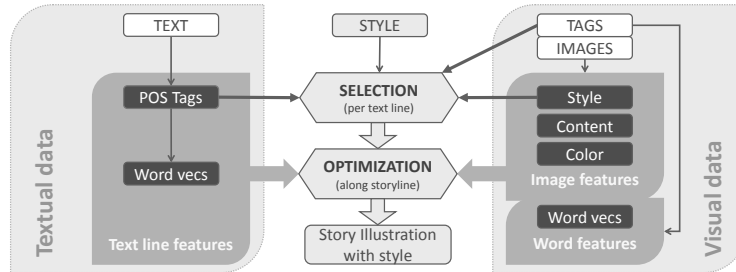 Textual data
TEXT
POS Tags
Word vecs
Text line features
STYLE
SELECTION
(per text line)
OPTIMIZATION
(along storyline)
Story Illustration
with style
TAGS
IMAGES
Style
Content
Color
Image features
Word vecs
Word features
Visual data